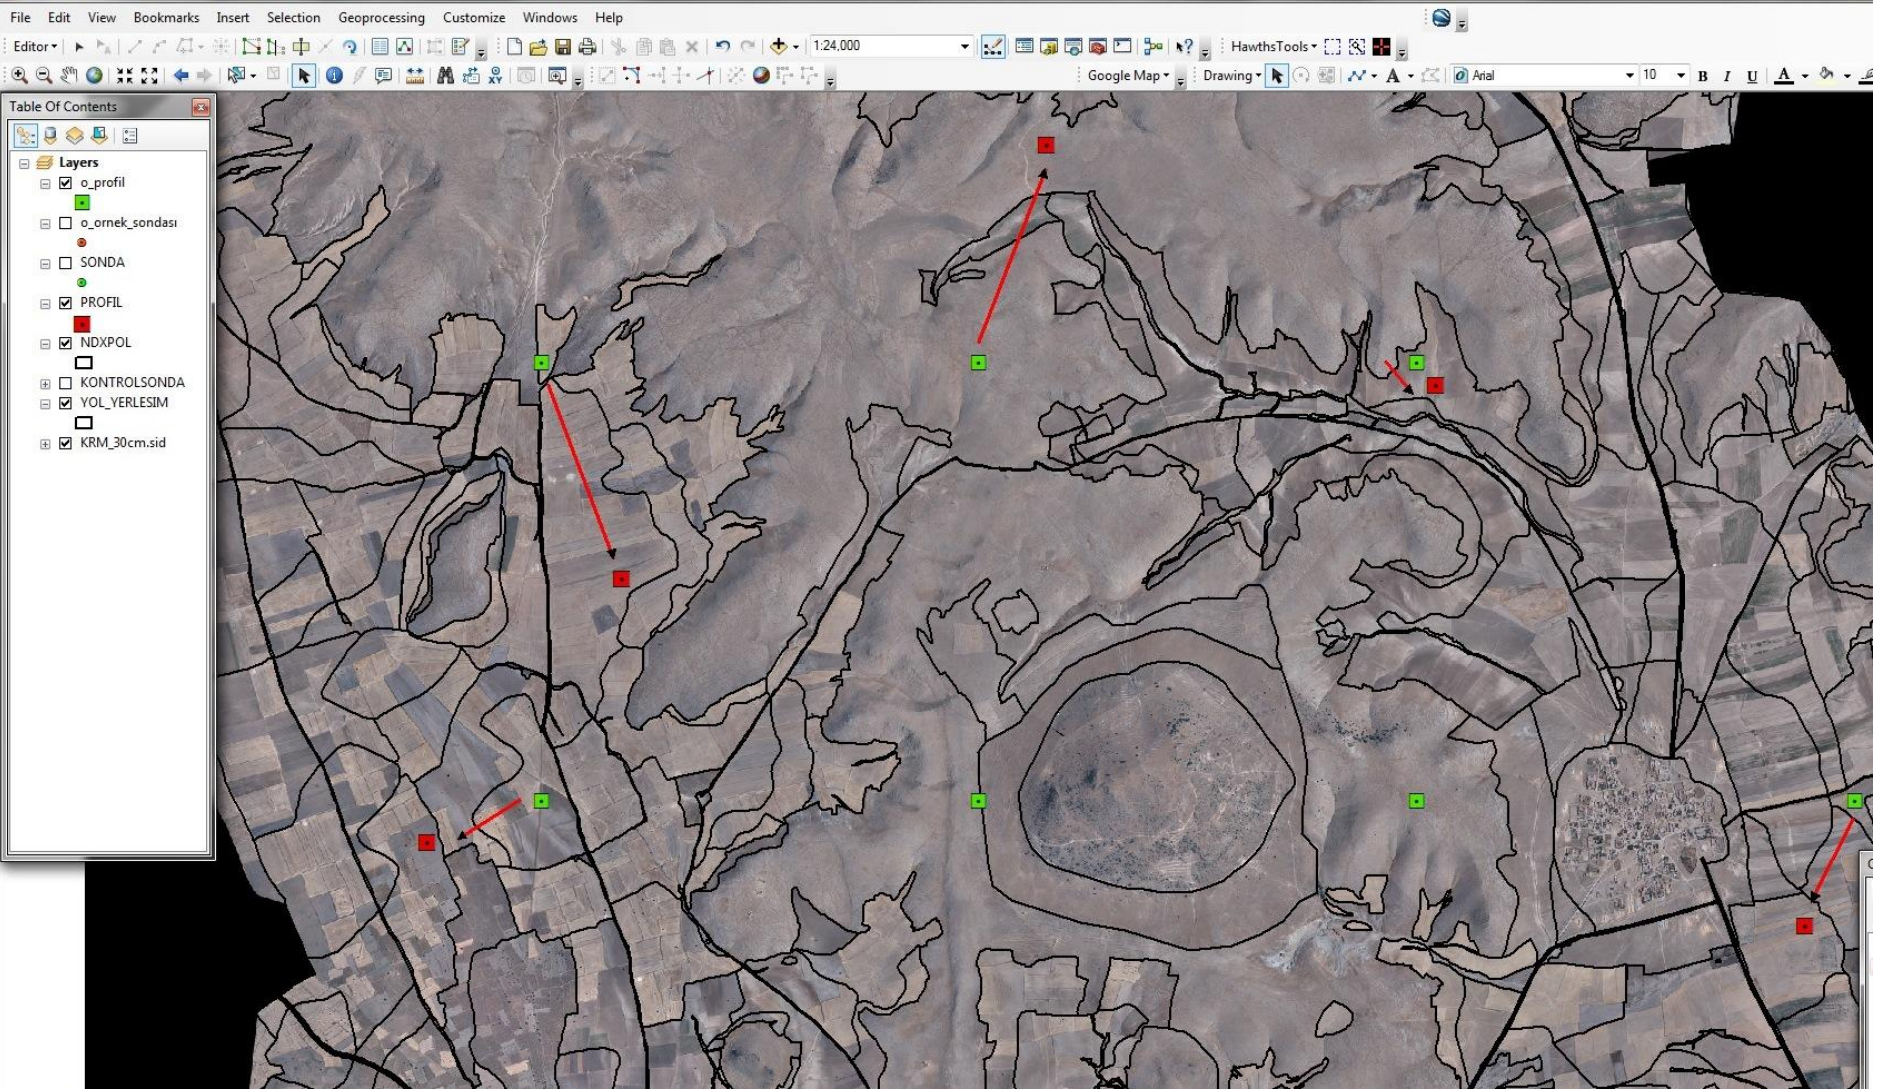 File Edit View Bookmarks Insert Selection Geoprocessing Customize Windows Help
Editor 1:24,000 HawthsTools
XY Google Map Drawing A Arial 10 B I U A
Table Of Contents
Layers
o_profil
o_ornek_sondası
SONDA
PROFIL
NDXPOL
KONTROLSONDA
YOL_YERLESIM
KRM_30cm.sid